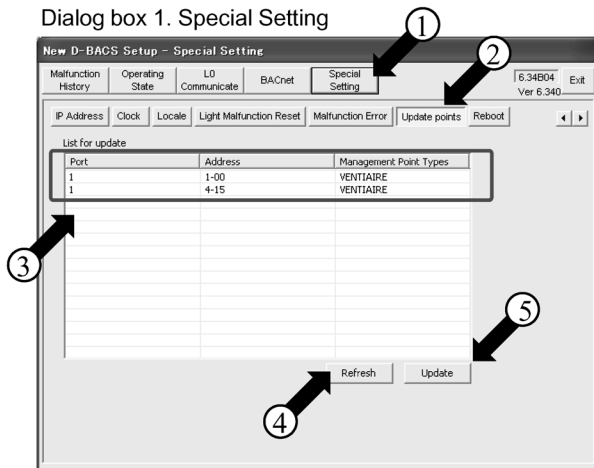 Dialog box 1. Special Setting
New D-BACS Setup - Special Setting
Malfunction History Operating State L0 Communicate BACnet Special Setting 6.34B04 Ver 6.340 Exit
IP Address Clock Locale Light Malfunction Reset Malfunction Error Update points Reboot
List for update
Port Address Management Point Types
1 1-00 VENTIAIRE
1 4-15 VENTIAIRE
Refresh Update
1
2
3
4
5